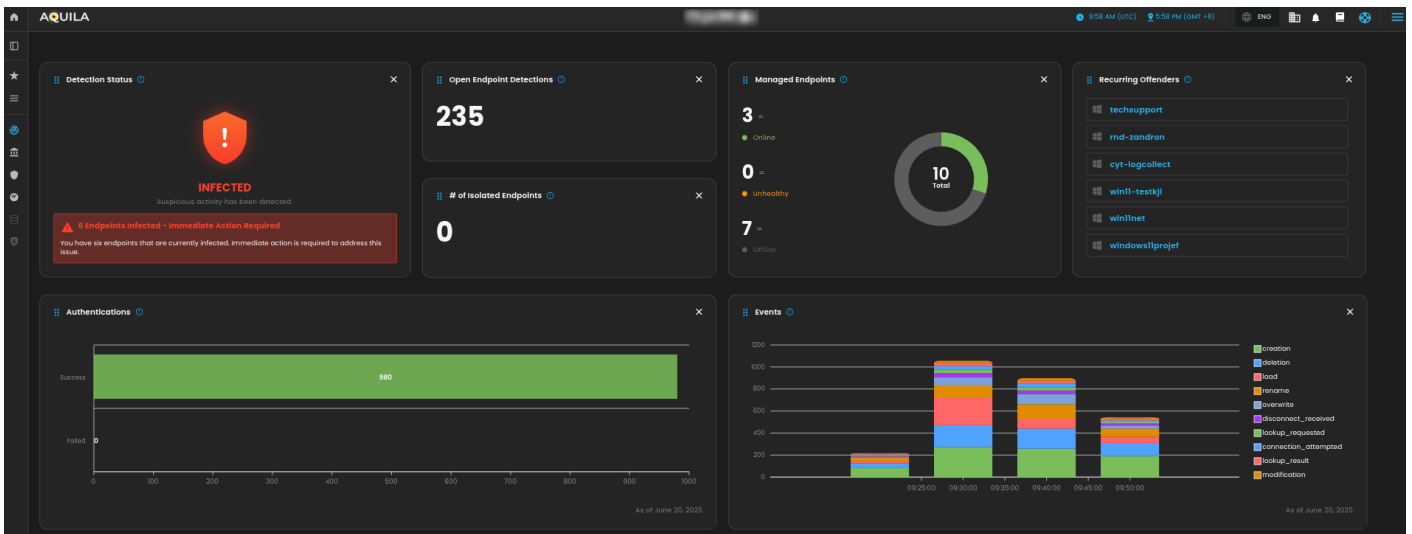 AQUILA
9:58 AM (UTC)
5:58 PM (GMT +8)
ENG
Detection Status
INFECTED
Suspicious activity has been detected.
6 Endpoints Infected - Immediate Action Required
You have six endpoints that are currently infected. Immediate action is required to address this
issue.
Open Endpoint Detections
235
# of Isolated Endpoints
0
Managed Endpoints
3 =
Online
0 =
Unhealthy
7 =
Offline
10
Total
Recurring Offenders
techsupport
rnd-zandron
cyt-logcollect
win11-testkjl
win11net
windows11projef
Authentications
Success
980
Failed
0
0 100 200 300 400 500 600 700 800 900 1000
As of June 20, 2025
Events
1200
1000
800
600
400
200
0
09:25:00 09:30:00 09:35:00 09:40:00 09:45:00 09:50:00
creation
deletion
load
rename
overwrite
disconnect_received
lookup_requested
connection_attempted
lookup_result
modification
As of June 20, 2025